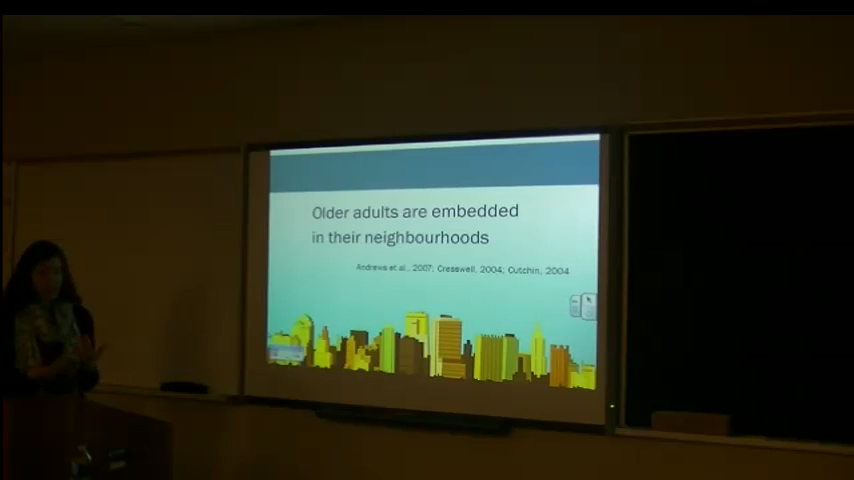 Older adults are embedded
in their neighbourhoods
Andrews et al., 2007; Cresswell, 2004; Cutchin, 2004